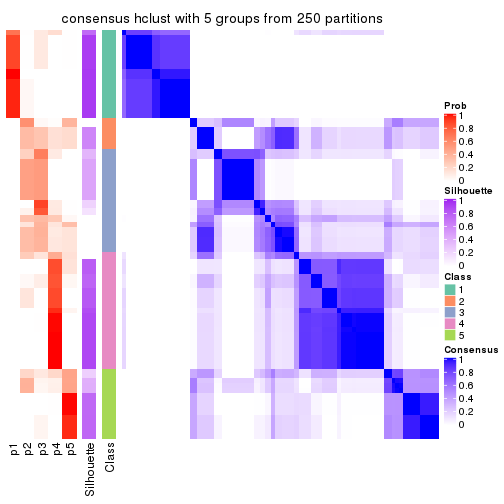 consensus hclust with 5 groups from 250 partitions
Prob
1
0.8
0.6
0.4
0.2
0
Silhouette
1
0.8
0.6
0.4
0.2
0
Class
1
2
3
4
5
Consensus
1
0.8
0.6
0.4
0.2
0
p1
p2
p3
p4
p5
Silhouette
Class